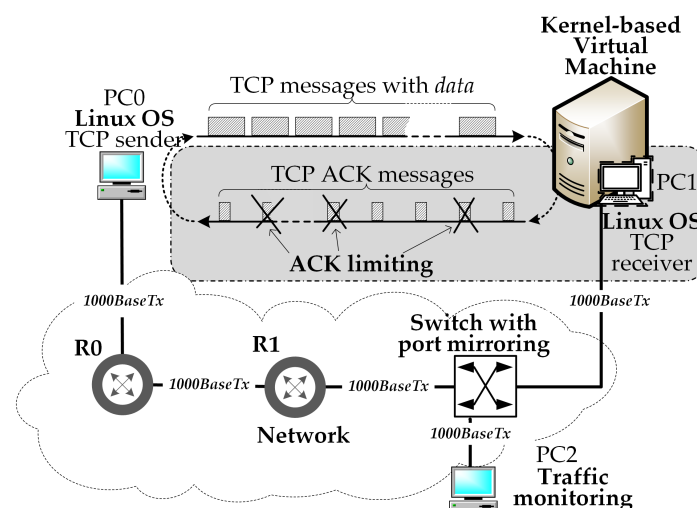 Kernel-based
Virtual
Machine
TCP messages with data
PC0
Linux OS
TCP sender
TCP ACK messages
PC1
Linux OS
TCP
receiver
ACK limiting
1000BaseTx
1000BaseTx
Switch with
port mirroring
R0
R1
1000BaseTx
1000BaseTx
Network
1000BaseTx
PC2
Traffic
monitoring